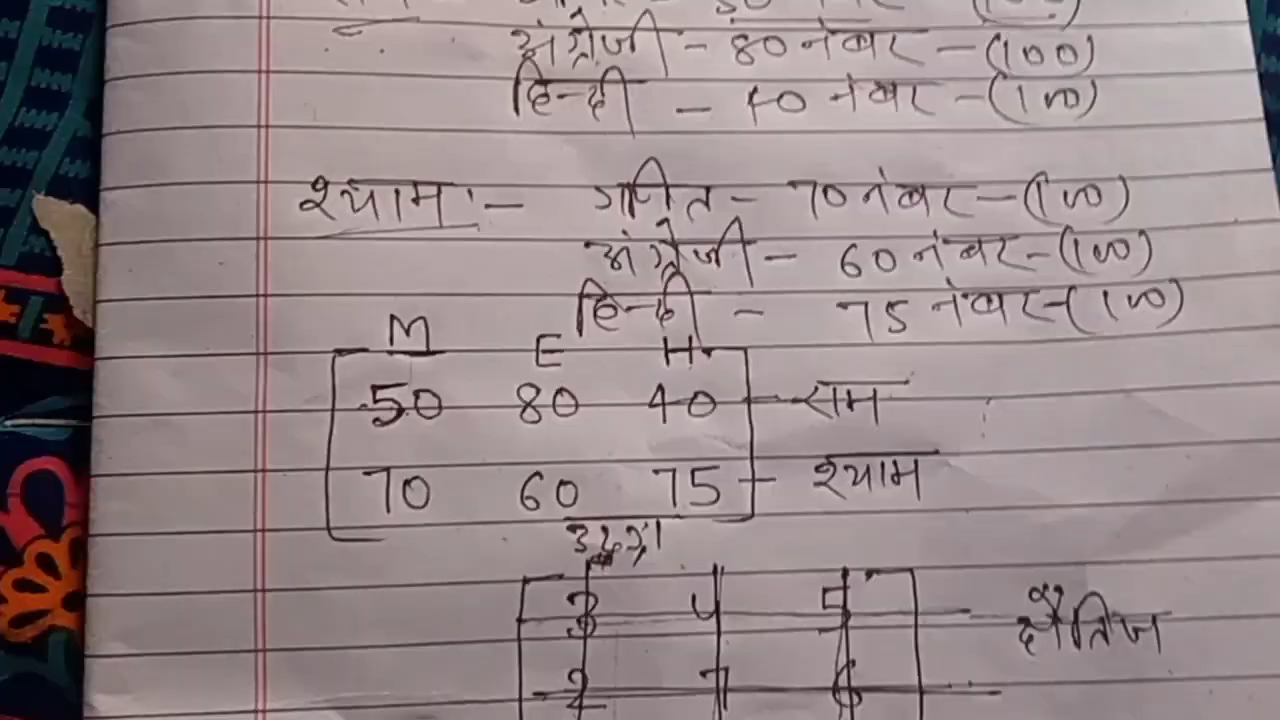 अंग्रेजी - 80 नंबर - (100)
हिन्दी - 40 नंबर - (100)
श्याम :- गणित - 70 नंबर - (100)
अंग्रेजी - 60 नंबर - (100)
हिन्दी - 75 नंबर - (100)
M E H
50 80 40 - राम
70 60 75 - श्याम
3 4 5 - क्षैतिज
2 7 6